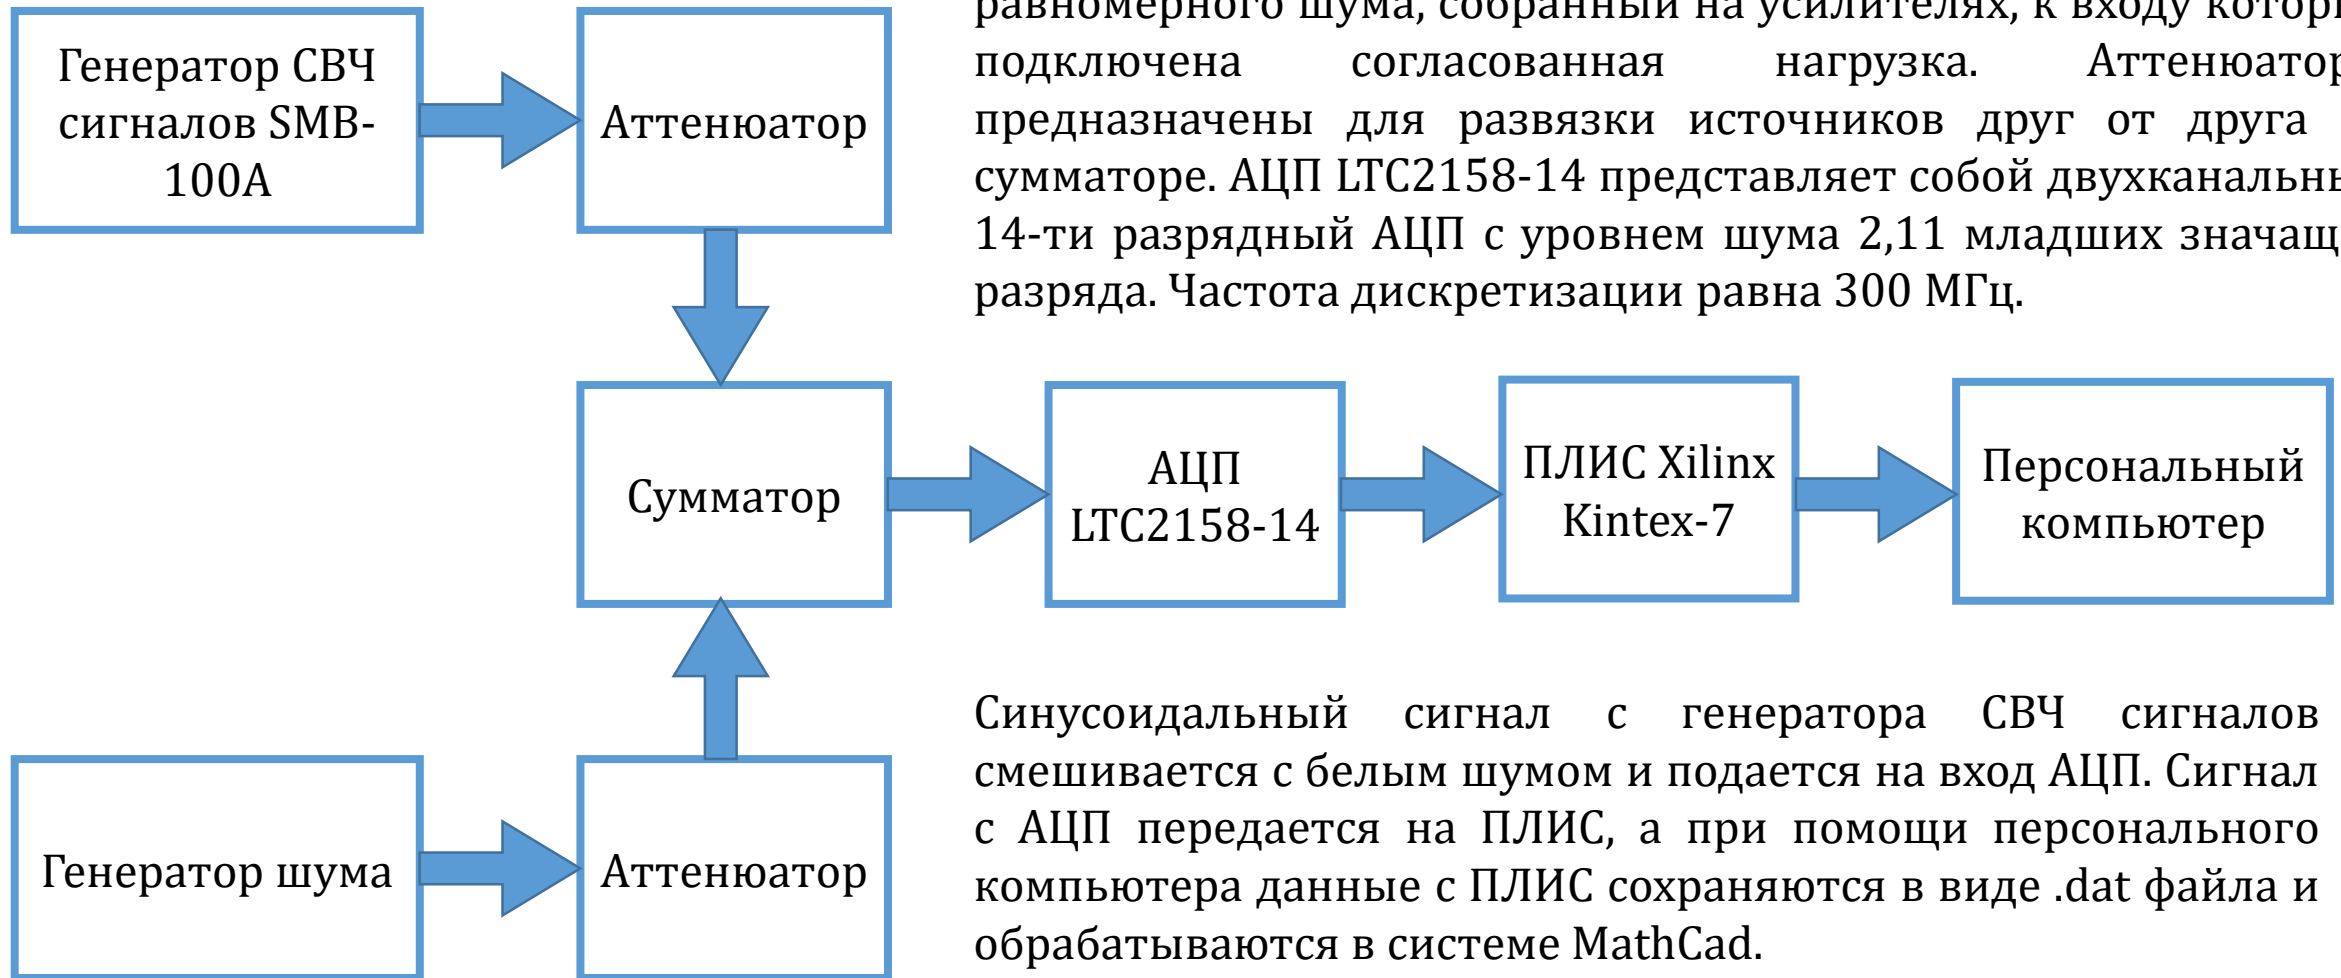 равномерного шума, собранный на усилителях, к входу
подключена согласованная нагрузка.
предназначены для развязки источников друг от друга
сумматоре. АЦП LTC2158-14 представляет собой
14-ти разрядный АЦП с уровнем шума 2,11 младших
разряда. Частота дискретизации равна 300 МГц.
Генератор СВЧ
сигналов SMB-
100A
Аттенюатор
Сумматор
АЦП
LTC2158-14
ПЛИС Xilinx
Kintex-7
Персональный
компьютер
Генератор шума
Аттенюатор
Синусоидальный сигнал с генератора СВЧ сигналов
смешивается с белым шумом и подается на вход АЦП. Сигнал
с АЦП передается на ПЛИС, а при помощи персонального
компьютера данные с ПЛИС сохраняются в виде .dat файла и
обрабатываются в системе MathCad.